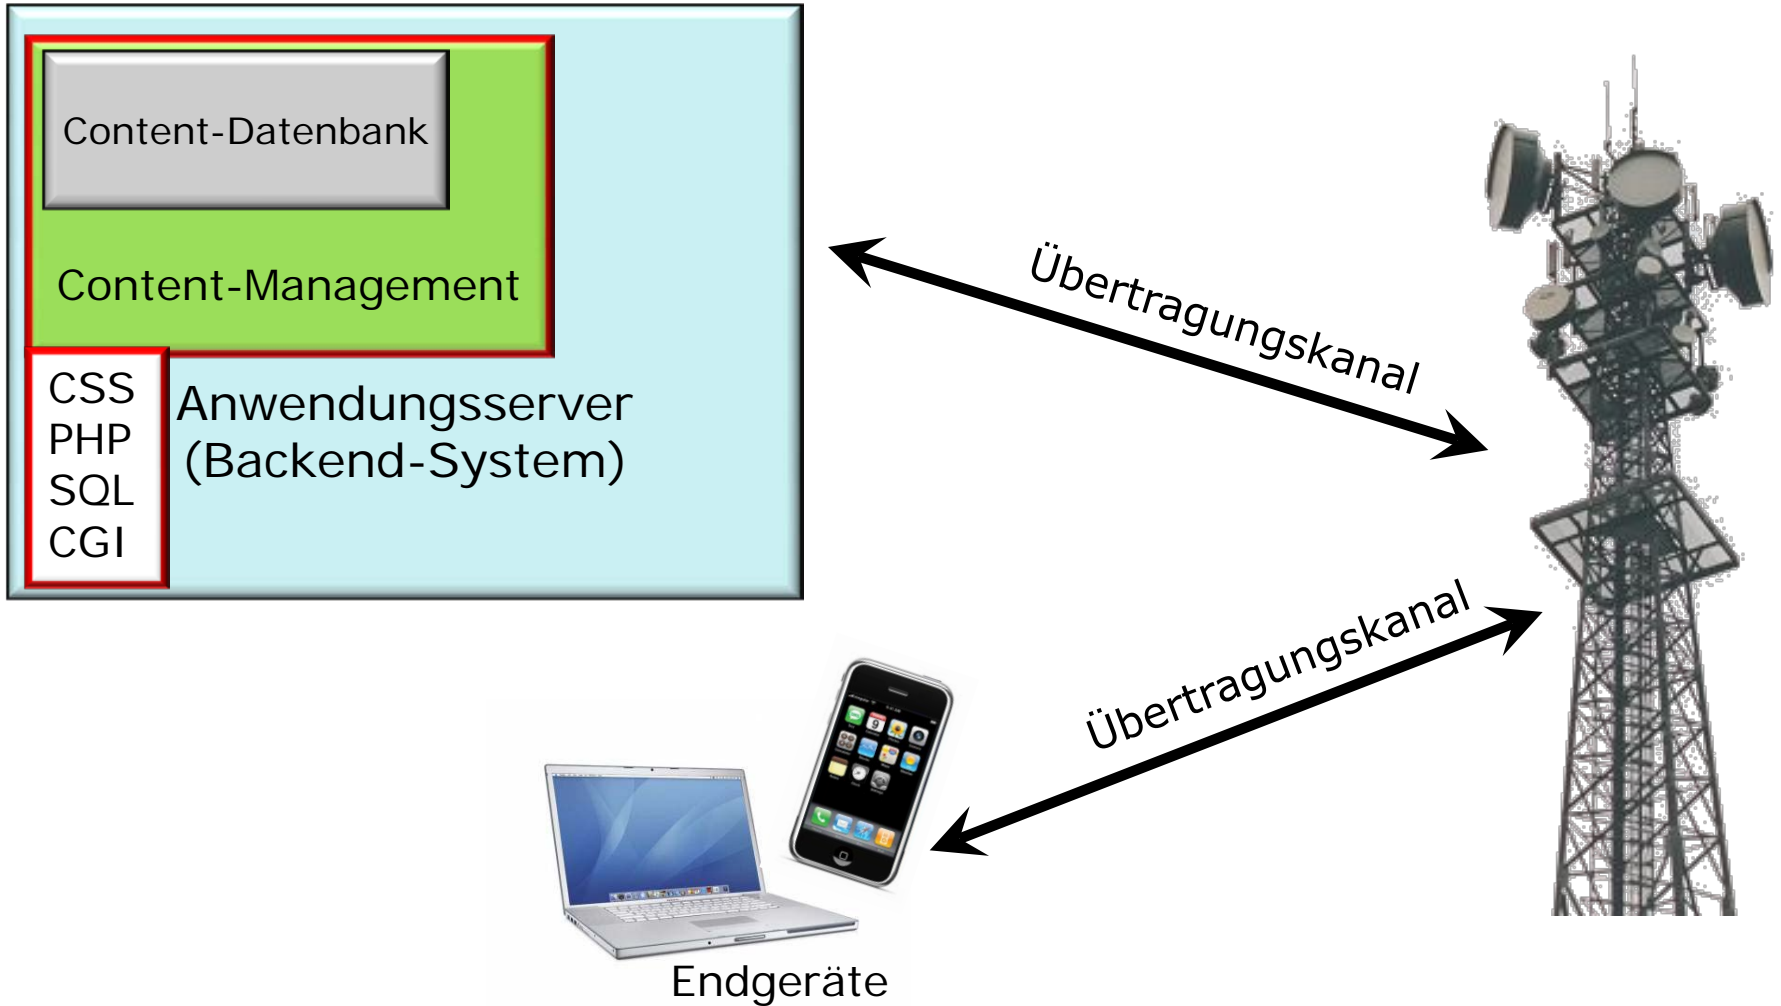 Content-Datenbank
Content-Management
CSS
PHP
SQL
CGI
Anwendungsserver
(Backend-System)
Übertragungskanal
Übertragungskanal
Endgeräte